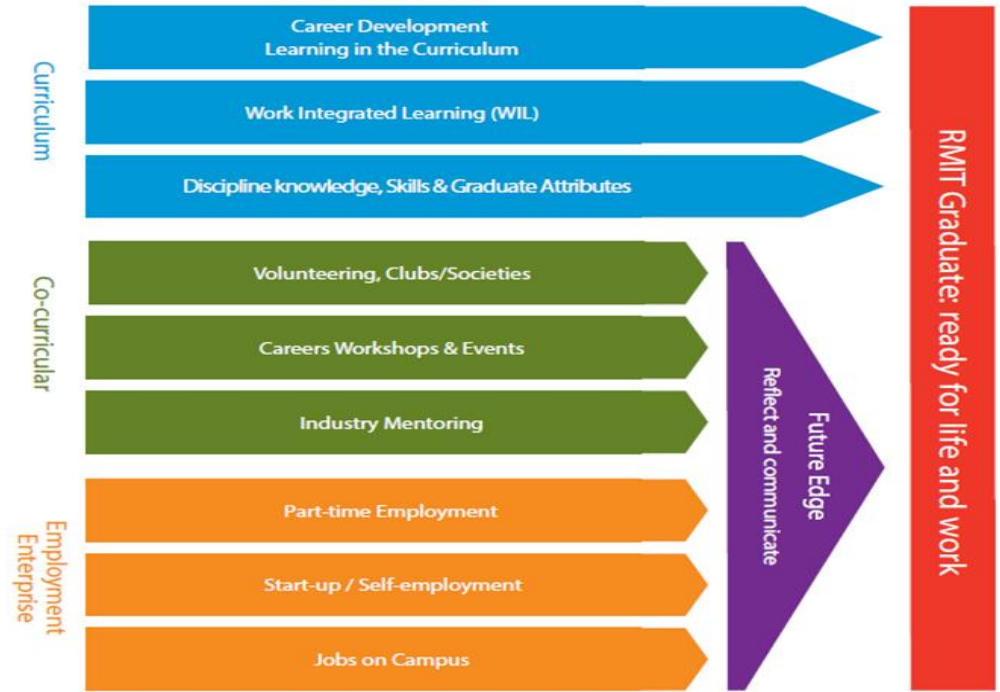 Curriculum
Career Development
Learning in the Curriculum
Work Integrated Learning (WIL)
Discipline knowledge, Skills & Graduate Attributes
Co-curricular
Volunteering, Clubs/Societies
Careers Workshops & Events
Industry Mentoring
Employment
Enterprise
Part-time Employment
Start-up / Self-employment
Jobs on Campus
Future Edge
Reflect and communicate
RMIT Graduate: ready for life and work